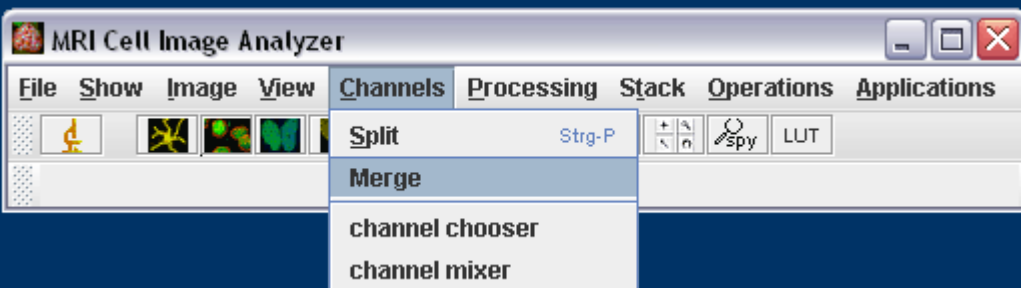 MRI Cell Image Analyzer
File Show Image View Channels Processing Stack Operations Applications
Split Strg-P spy LUT
Merge
channel chooser
channel mixer